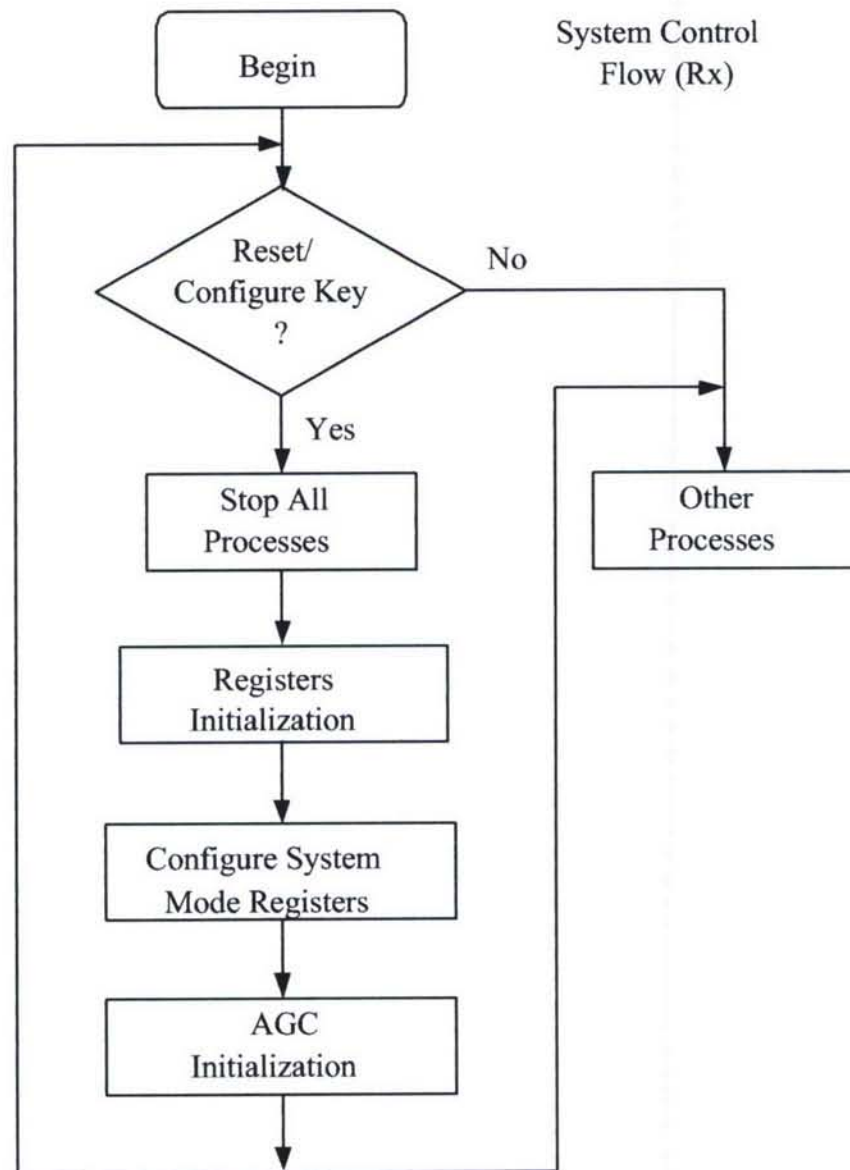 System Control
Flow (Rx)
Begin
Reset/
Configure Key
?
No
Yes
Stop All
Processes
Other
Processes
Registers
Initialization
Configure System
Mode Registers
AGC
Initialization